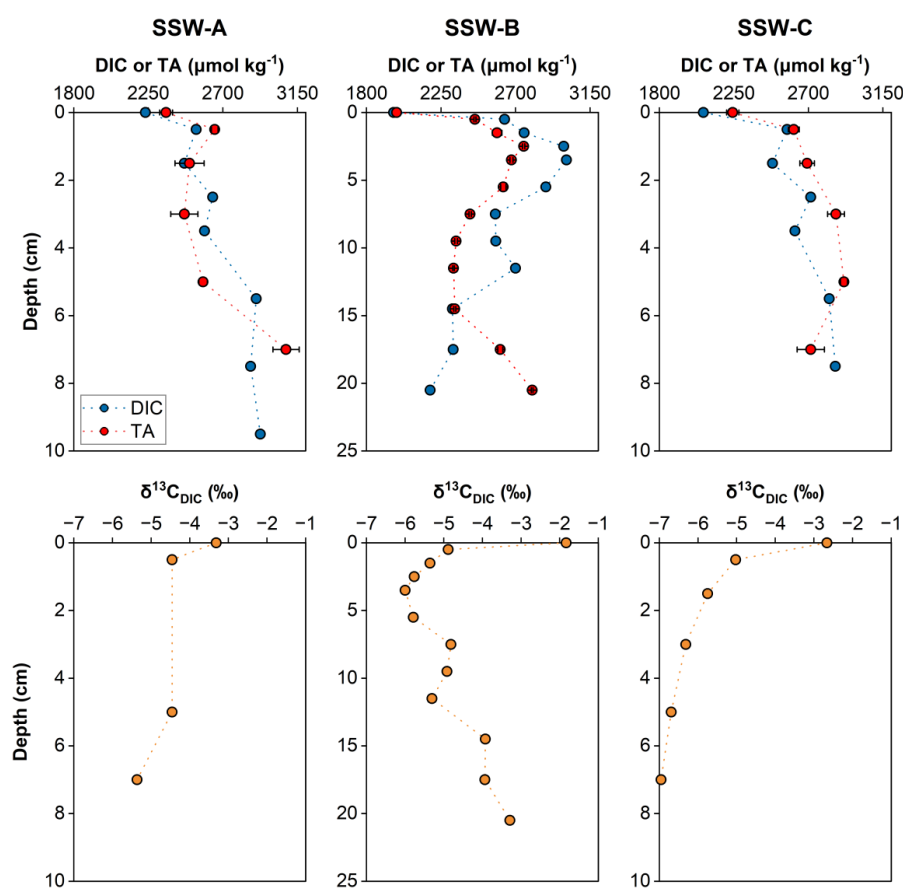 SSW-A SSW-B SSW-C
DIC or TA (µmol kg⁻¹) DIC or TA (µmol kg⁻¹) DIC or TA (µmol kg⁻¹)
1800 2250 2700 3150 1800 2250 2700 3150 1800 2250 2700 3150
0 0 0
2 5 2
4 10 4
Depth (cm)
6 15 6
8 20 8
DIC
TA
10 25 10
δ¹³C_DIC (‰) δ¹³C_DIC (‰) δ¹³C_DIC (‰)
−7 −6 −5 −4 −3 −2 −1 −7 −6 −5 −4 −3 −2 −1 −7 −6 −5 −4 −3 −2 −1
0 0 0
2 5 2
4 10 4
Depth (cm)
6 15 6
8 20 8
10 25 10